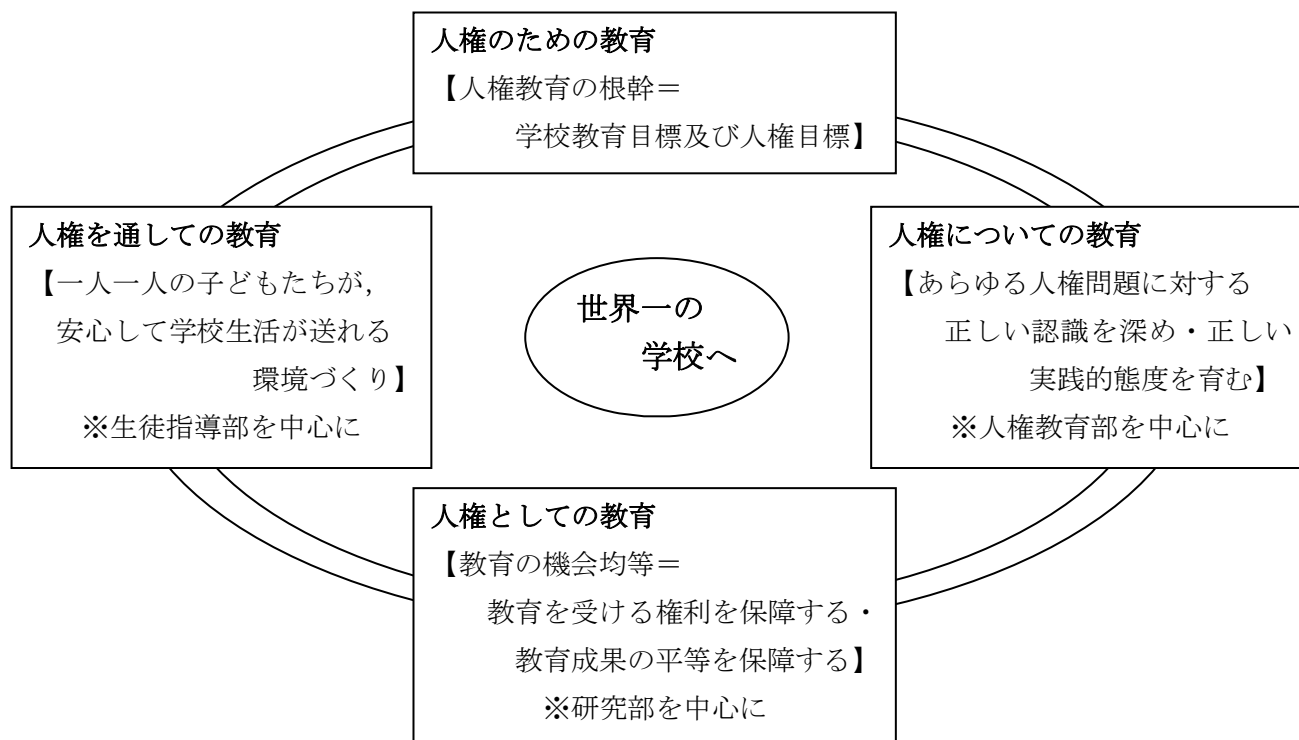 人権のための教育
【人権教育の根幹＝
学校教育目標及び人権目標】
人権を通しての教育
【一人一人の子どもたちが，
安心して学校生活が送れる
環境づくり】
※生徒指導部を中心に
世界一の
学校へ
人権についての教育
【あらゆる人権問題に対する
正しい認識を深め・正しい
実践的態度を育む】
※人権教育部を中心に
人権としての教育
【教育の機会均等＝
教育を受ける権利を保障する・
教育成果の平等を保障する】
※研究部を中心に